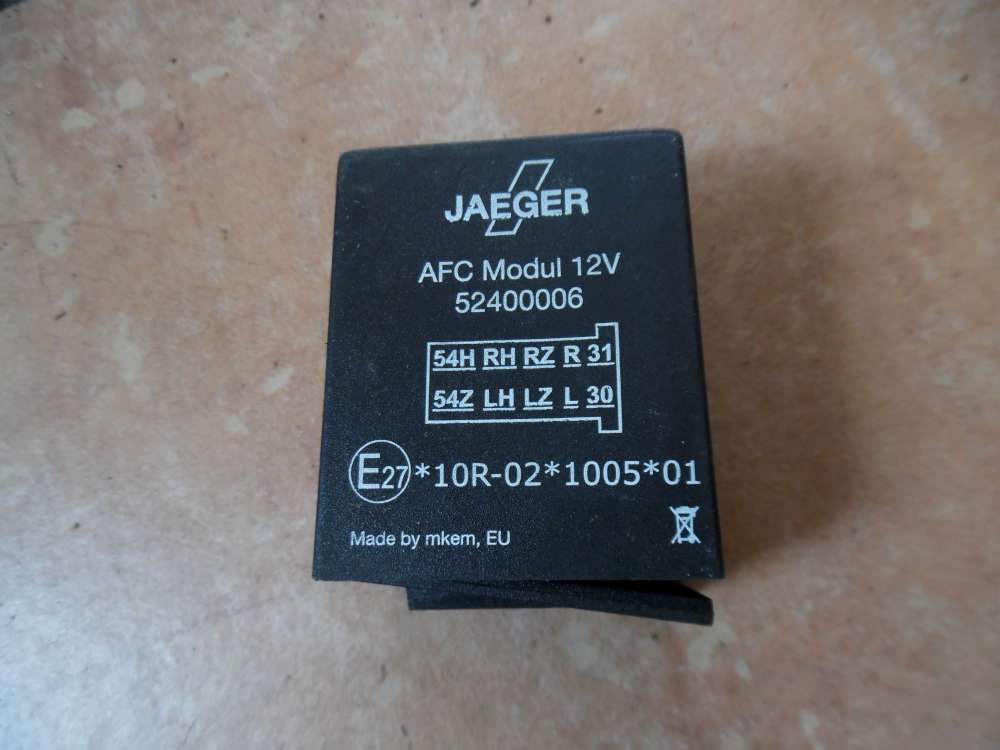 JAEGER
AFC Modul 12V
52400006
54H RH RZ R 31
54Z LH LZ L 30
E27*10R-02*1005*01
Made by mkem, EU